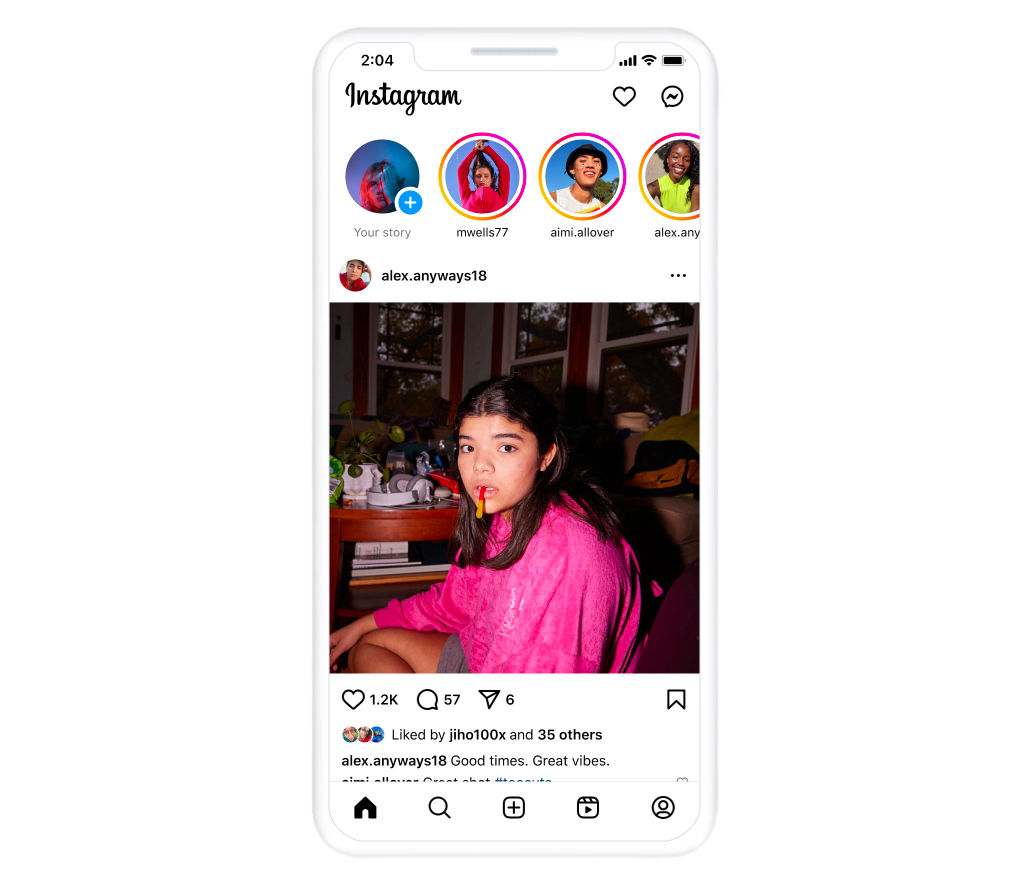 2:04
Instagram
Your story
mwells77
aimi.allover
alex.any
alex.anyways18
1.2K 57 6
Liked by jiho100x and 35 others
alex.anyways18 Good times. Great vibes.
aimi.allover Great shot #toocute